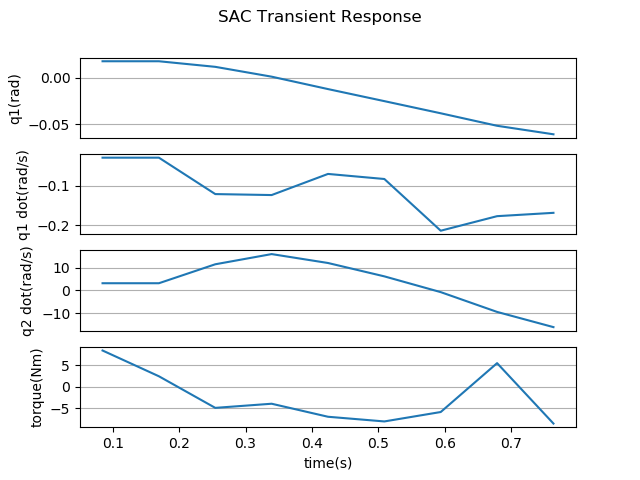 SAC Transient Response
q1(rad)
0.00
−0.05
q1 dot(rad/s)
−0.1
−0.2
q2 dot(rad/s)
10
0
−10
torque(Nm)
5
0
−5
0.1 0.2 0.3 0.4 0.5 0.6 0.7
time(s)